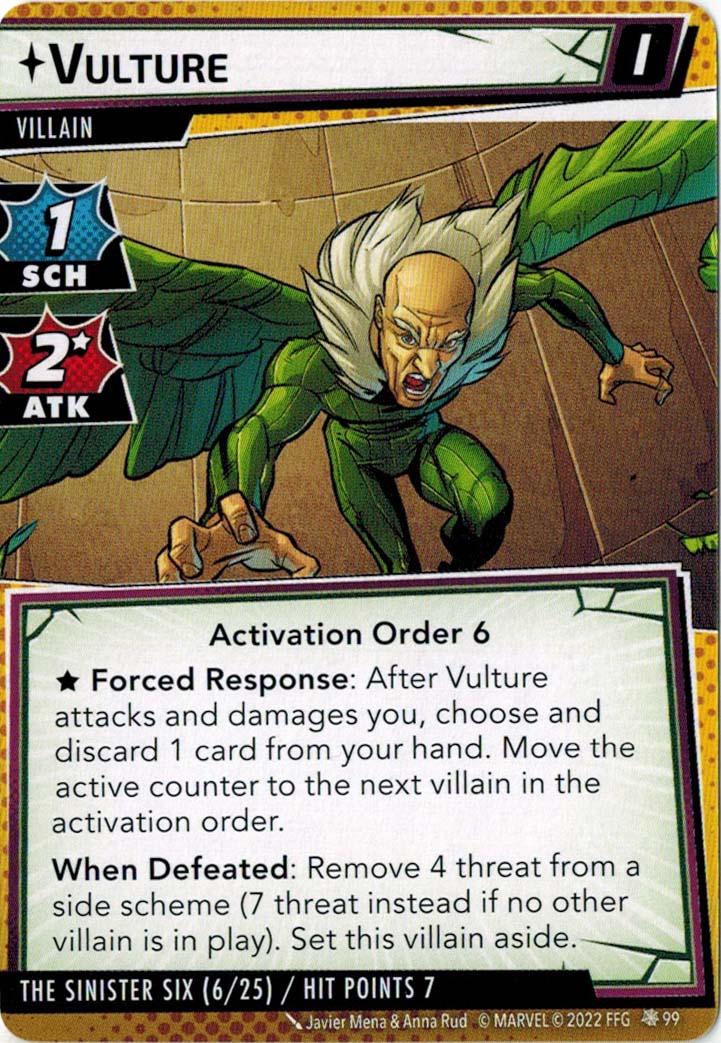 VULTURE
I
VILLAIN
1
SCH
2★
ATK
Activation Order 6
★ Forced Response: After Vulture
attacks and damages you, choose and
discard 1 card from your hand. Move the
active counter to the next villain in the
activation order.
When Defeated: Remove 4 threat from a
side scheme (7 threat instead if no other
villain is in play). Set this villain aside.
THE SINISTER SIX (6/25) / HIT POINTS 7
Javier Mena & Anna Rud © MARVEL © 2022 FFG 99